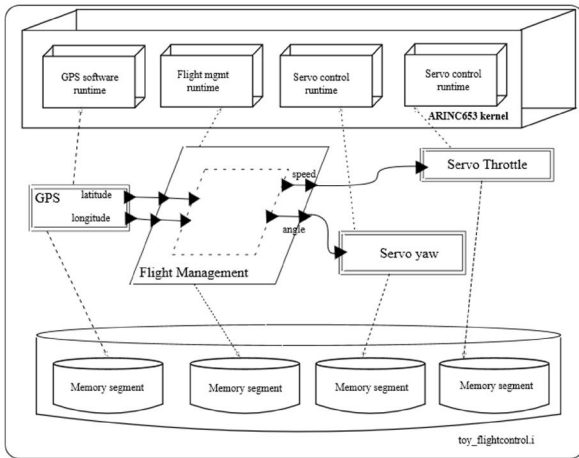 GPS software
runtime
Flight mgmt
runtime
Servo control
runtime
Servo control
runtime
ARINC653 kernel
speed
Servo Throttle
GPS
latitude
longitude
angle
Servo yaw
Flight Management
Memory segment
Memory segment
Memory segment
Memory segment
toy_flightcontrol.i